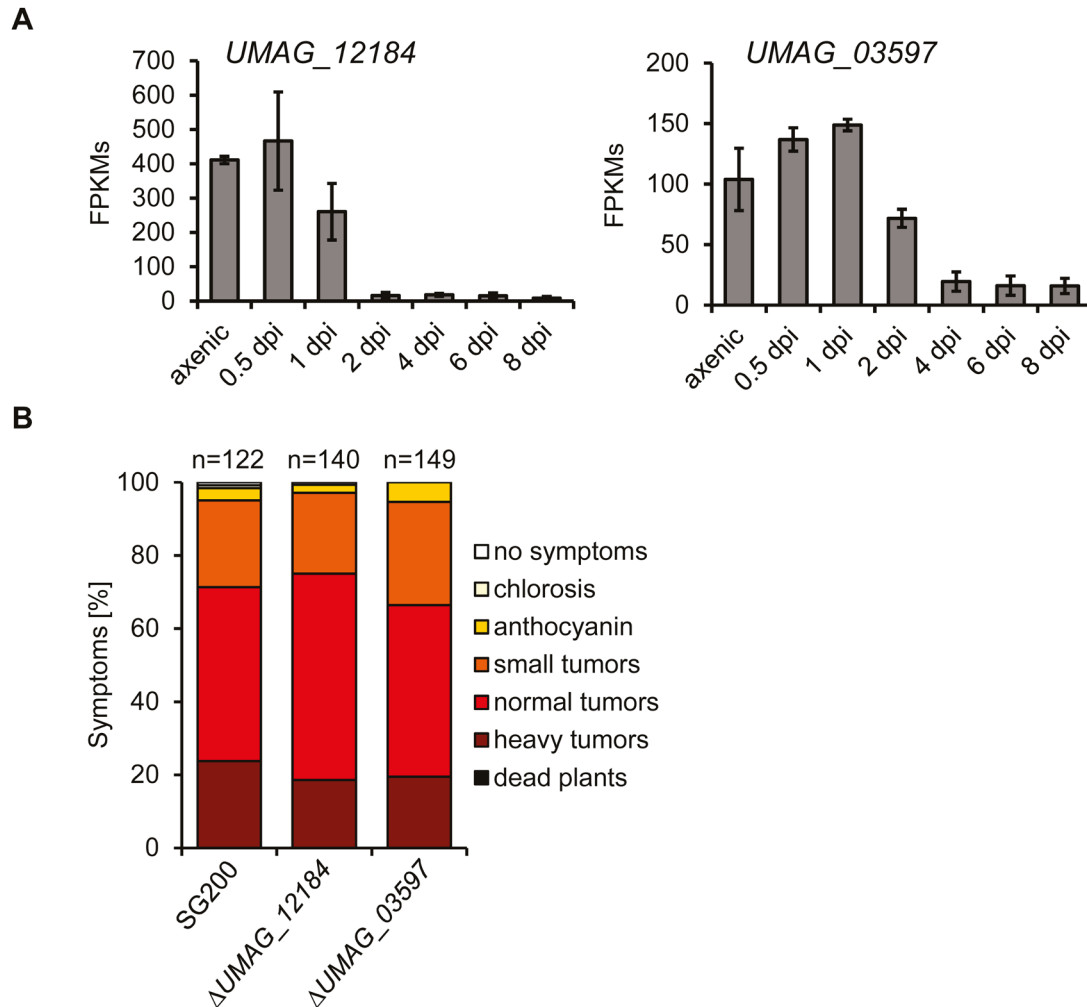 A
UMAG_12184
FPKMs
700
600
500
400
300
200
100
0
axenic
0.5 dpi
1 dpi
2 dpi
4 dpi
6 dpi
8 dpi
UMAG_03597
FPKMs
200
150
100
50
0
axenic
0.5 dpi
1 dpi
2 dpi
4 dpi
6 dpi
8 dpi
B
n=122 n=140 n=149
Symptoms [%]
100
80
60
40
20
0
SG200
ΔUMAG_12184
ΔUMAG_03597
no symptoms
chlorosis
anthocyanin
small tumors
normal tumors
heavy tumors
dead plants